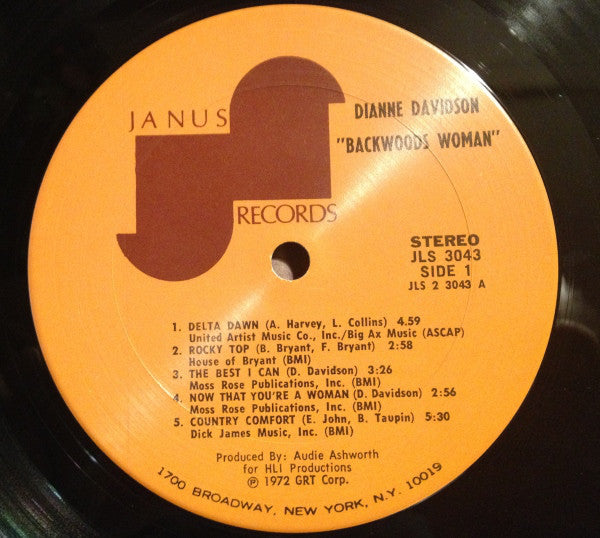 JANUS
RECORDS
DIANNE DAVIDSON
"BACKWOODS WOMAN"
STEREO
JLS 3043
SIDE 1
JLS 2 3043 A
1. DELTA DAWN (A. Harvey, L. Collins) 4.59
United Artist Music Co., Inc./Big Ax Music (ASCAP)
2. ROCKY TOP (B. Bryant, F. Bryant) 2:58
House of Bryant (BMI)
3. THE BEST I CAN (D. Davidson) 3:26
Moss Rose Publications, Inc. (BMI)
4. NOW THAT YOU'RE A WOMAN (D. Davidson) 2:56
Moss Rose Publications, Inc. (BMI)
5. COUNTRY COMFORT (E. John, B. Taupin) 5:30
Dick James Music, Inc. (BMI)
Produced By: Audie Ashworth
for HLI Productions
℗ 1972 GRT Corp.
1700 BROADWAY, NEW YORK, N.Y. 10019